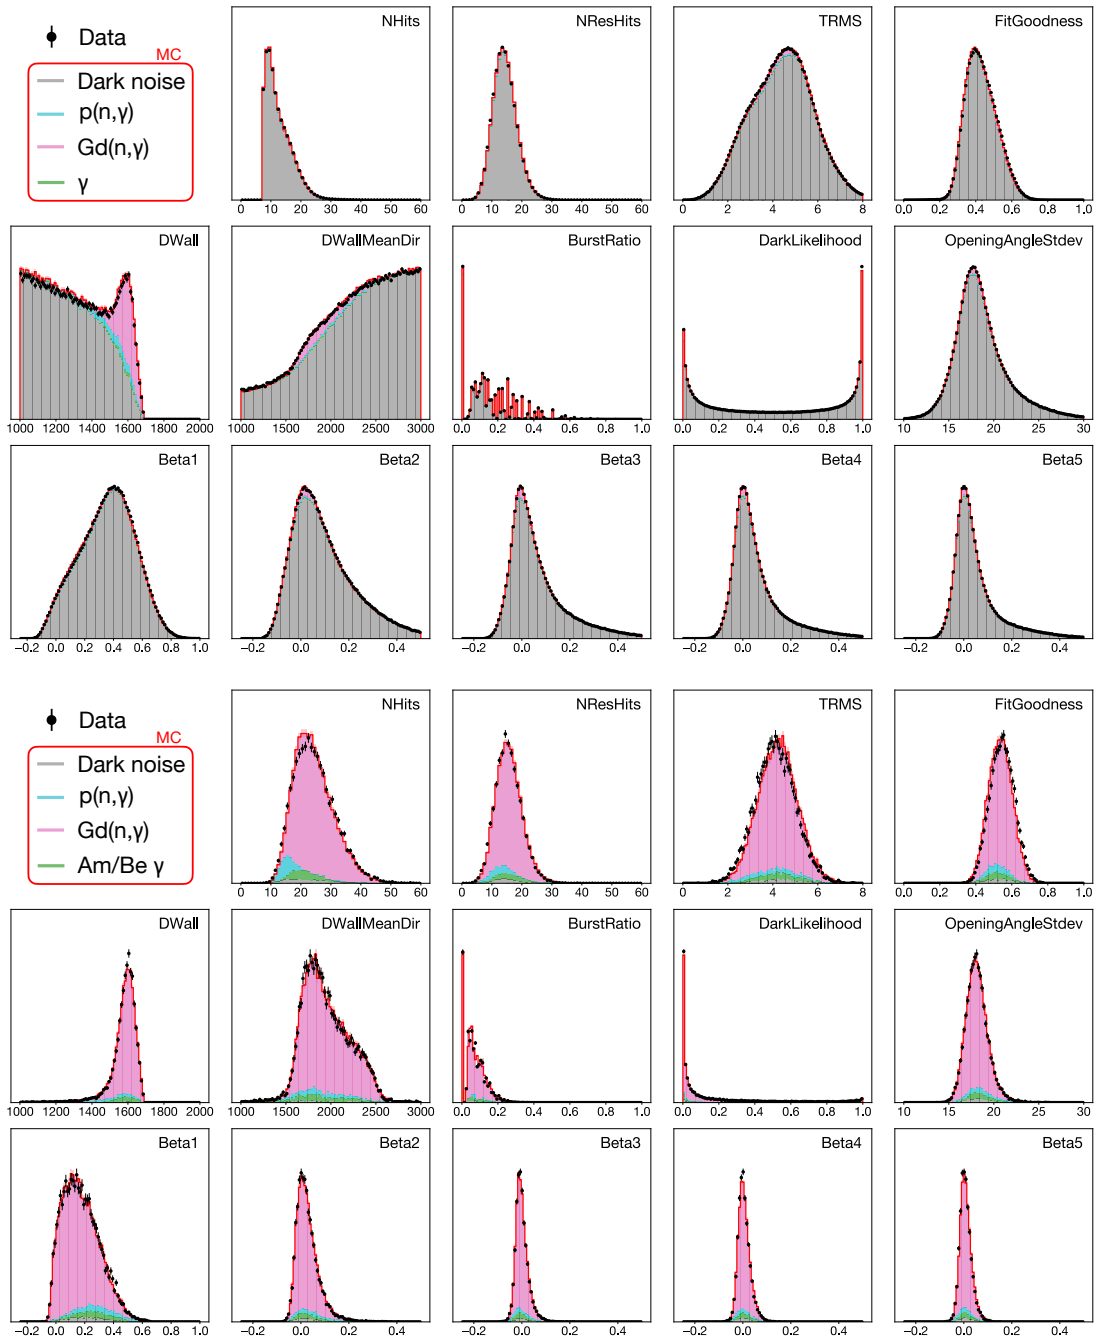 NHits
NResHits
TRMS
FitGoodness
Data
MC
Dark noise
p(n,γ)
Gd(n,γ)
γ
0 10 20 30 40 50 60
0 10 20 30 40 50 60
0 2 4 6 8
0.0 0.2 0.4 0.6 0.8 1.0
DWall
DWallMeanDir
BurstRatio
DarkLikelihood
OpeningAngleStdev
1000 1200 1400 1600 1800 2000
1000 1500 2000 2500 3000
0.0 0.2 0.4 0.6 0.8 1.0
0.0 0.2 0.4 0.6 0.8 1.0
10 15 20 25 30
Beta1
Beta2
Beta3
Beta4
Beta5
−0.2 0.0 0.2 0.4 0.6 0.8 1.0
−0.2 0.0 0.2 0.4
−0.2 0.0 0.2 0.4
−0.2 0.0 0.2 0.4
−0.2 0.0 0.2 0.4
NHits
NResHits
TRMS
FitGoodness
Data
MC
Dark noise
p(n,γ)
Gd(n,γ)
Am/Be γ
0 10 20 30 40 50 60
0 10 20 30 40 50 60
0 2 4 6 8
0.0 0.2 0.4 0.6 0.8 1.0
DWall
DWallMeanDir
BurstRatio
DarkLikelihood
OpeningAngleStdev
1000 1200 1400 1600 1800 2000
1000 1500 2000 2500 3000
0.0 0.2 0.4 0.6 0.8 1.0
0.0 0.2 0.4 0.6 0.8 1.0
10 15 20 25 30
Beta1
Beta2
Beta3
Beta4
Beta5
−0.2 0.0 0.2 0.4 0.6 0.8 1.0
−0.2 0.0 0.2 0.4
−0.2 0.0 0.2 0.4
−0.2 0.0 0.2 0.4
−0.2 0.0 0.2 0.4